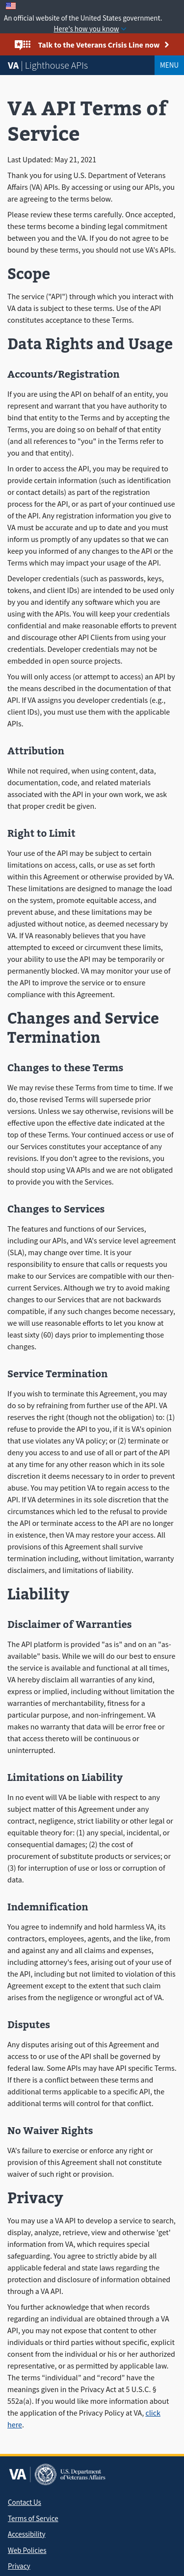 An official website of the United States government.
Here's how you know
Talk to the Veterans Crisis Line now
VA | Lighthouse APIs
MENU
VA API Terms of
Service
Last Updated: May 21, 2021
Thank you for using U.S. Department of Veterans
Affairs (VA) APIs. By accessing or using our APIs, you
are agreeing to the terms below.
Please review these terms carefully. Once accepted,
these terms become a binding legal commitment
between you and the VA. If you do not agree to be
bound by these terms, you should not use VA's APIs.
Scope
The service ("API") through which you interact with
VA data is subject to these terms. Use of the API
constitutes acceptance to these Terms.
Data Rights and Usage
Accounts/Registration
If you are using the API on behalf of an entity, you
represent and warrant that you have authority to
bind that entity to the Terms and by accepting the
Terms, you are doing so on behalf of that entity
(and all references to "you" in the Terms refer to
you and that entity).
In order to access the API, you may be required to
provide certain information (such as identification
or contact details) as part of the registration
process for the API, or as part of your continued use
of the API. Any registration information you give to
VA must be accurate and up to date and you must
inform us promptly of any updates so that we can
keep you informed of any changes to the API or the
Terms which may impact your usage of the API.
Developer credentials (such as passwords, keys,
tokens, and client IDs) are intended to be used only
by you and identify any software which you are
using with the APIs. You will keep your credentials
confidential and make reasonable efforts to prevent
and discourage other API Clients from using your
credentials. Developer credentials may not be
embedded in open source projects.
You will only access (or attempt to access) an API by
the means described in the documentation of that
API. If VA assigns you developer credentials (e.g.,
client IDs), you must use them with the applicable
APIs.
Attribution
While not required, when using content, data,
documentation, code, and related materials
associated with the API in your own work, we ask
that proper credit be given.
Right to Limit
Your use of the API may be subject to certain
limitations on access, calls, or use as set forth
within this Agreement or otherwise provided by VA.
These limitations are designed to manage the load
on the system, promote equitable access, and
prevent abuse, and these limitations may be
adjusted without notice, as deemed necessary by
VA. If VA reasonably believes that you have
attempted to exceed or circumvent these limits,
your ability to use the API may be temporarily or
permanently blocked. VA may monitor your use of
the API to improve the service or to ensure
compliance with this Agreement.
Changes and Service
Termination
Changes to these Terms
We may revise these Terms from time to time. If we
do, those revised Terms will supersede prior
versions. Unless we say otherwise, revisions will be
effective upon the effective date indicated at the
top of these Terms. Your continued access or use of
our Services constitutes your acceptance of any
revisions. If you don't agree to the revisions, you
should stop using VA APIs and we are not obligated
to provide you with the Services.
Changes to Services
The features and functions of our Services,
including our APIs, and VA's service level agreement
(SLA), may change over time. It is your
responsibility to ensure that calls or requests you
make to our Services are compatible with our then-
current Services. Although we try to avoid making
changes to our Services that are not backwards
compatible, if any such changes become necessary,
we will use reasonable efforts to let you know at
least sixty (60) days prior to implementing those
changes.
Service Termination
If you wish to terminate this Agreement, you may
do so by refraining from further use of the API. VA
reserves the right (though not the obligation) to: (1)
refuse to provide the API to you, if it is VA's opinion
that use violates any VA policy; or (2) terminate or
deny you access to and use of all or part of the API
at any time for any other reason which in its sole
discretion it deems necessary to in order to prevent
abuse. You may petition VA to regain access to the
API. If VA determines in its sole discretion that the
circumstances which led to the refusal to provide
the API or terminate access to the API no longer
in existence, then VA may restore your access. All
provisions of this Agreement shall survive
termination including, without limitation, warranty
disclaimers, and limitations of liability.
Liability
Disclaimer of Warranties
The API platform is provided "as is" and on an "as-
available" basis. While we will do our best to ensure
the service is available and functional at all times,
VA hereby disclaim all warranties of any kind,
express or implied, including without limitation the
warranties of merchantability, fitness for a
particular purpose, and non-infringement. VA
makes no warranty that data will be error free or
that access thereto will be continuous or
uninterrupted.
Limitations on Liability
In no event will VA be liable with respect to any
subject matter of this Agreement under any
contract, negligence, strict liability or other legal or
equitable theory for: (1) any special, incidental, or
consequential damages; (2) the cost of
procurement of substitute products or services; or
(3) for interruption of use or loss or corruption of
data.
Indemnification
You agree to indemnify and hold harmless VA, its
contractors, employees, agents, and the like, from
and against any and all claims and expenses,
including attorney's fees, arising out of your use of
the API, including but not limited to violation of this
Agreement except to the extent that such claim
arises from the negligence or wrongful act of VA.
Disputes
Any disputes arising out of this Agreement and
access to or use of the API shall be governed by
federal law. Some APIs may have API specific Terms.
If there is a conflict between these terms and
additional terms applicable to a specific API, the
additional terms will control for that conflict.
No Waiver Rights
VA's failure to exercise or enforce any right or
provision of this Agreement shall not constitute
waiver of such right or provision.
Privacy
You may use a VA API to develop a service to search,
display, analyze, retrieve, view and otherwise 'get'
information from VA, which requires special
safeguarding. You agree to strictly abide by all
applicable federal and state laws regarding the
protection and disclosure of information obtained
through a VA API.
You further acknowledge that when records
regarding an individual are obtained through a VA
API, you may not expose that content to other
individuals or third parties without specific, explicit
consent from the individual or his or her authorized
representative, or as permitted by applicable law.
The terms “individual” and “record” have the
meanings given in the Privacy Act at 5 U.S.C. §
552a(a). If you would like more information about
the application of the Privacy Policy at VA, click
here.
VA | U.S. Department
of Veterans Affairs
Contact Us
Terms of Service
Accessibility
Web Policies
Privacy